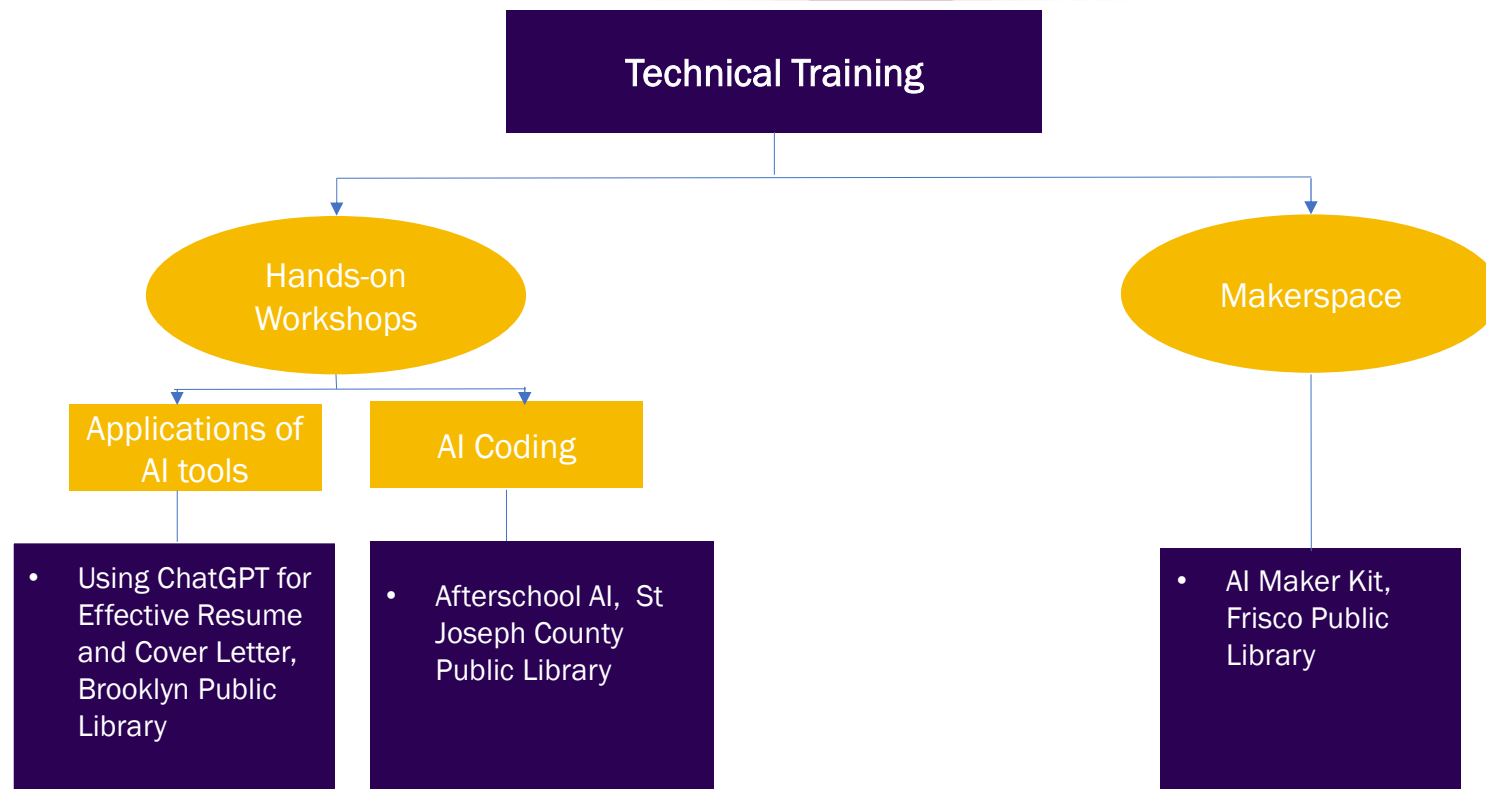 Technical Training
Hands-on
Workshops
Makerspace
Applications of
AI tools
AI Coding
• Using ChatGPT for
Effective Resume
and Cover Letter,
Brooklyn Public
Library
• Afterschool AI,  St
Joseph County
Public Library
• AI Maker Kit,
Frisco Public
Library